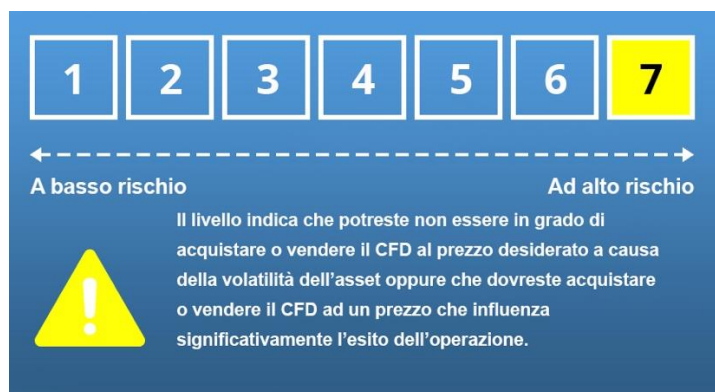 1 2 3 4 5 6 7
A basso rischio Ad alto rischio
Il livello indica che potreste non essere in grado di
acquistare o vendere il CFD al prezzo desiderato a causa
della volatilità dell'asset oppure che dovreste acquistare
o vendere il CFD ad un prezzo che influenza
significativamente l'esito dell'operazione.
!